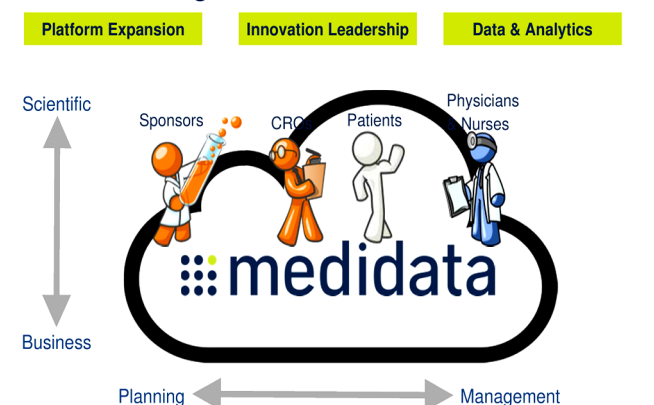 Platform Expansion
Innovation Leadership
Data & Analytics
Scientific
Sponsors
CROs
Patients
Physicians
& Nurses
medidata
Business
Planning
Management